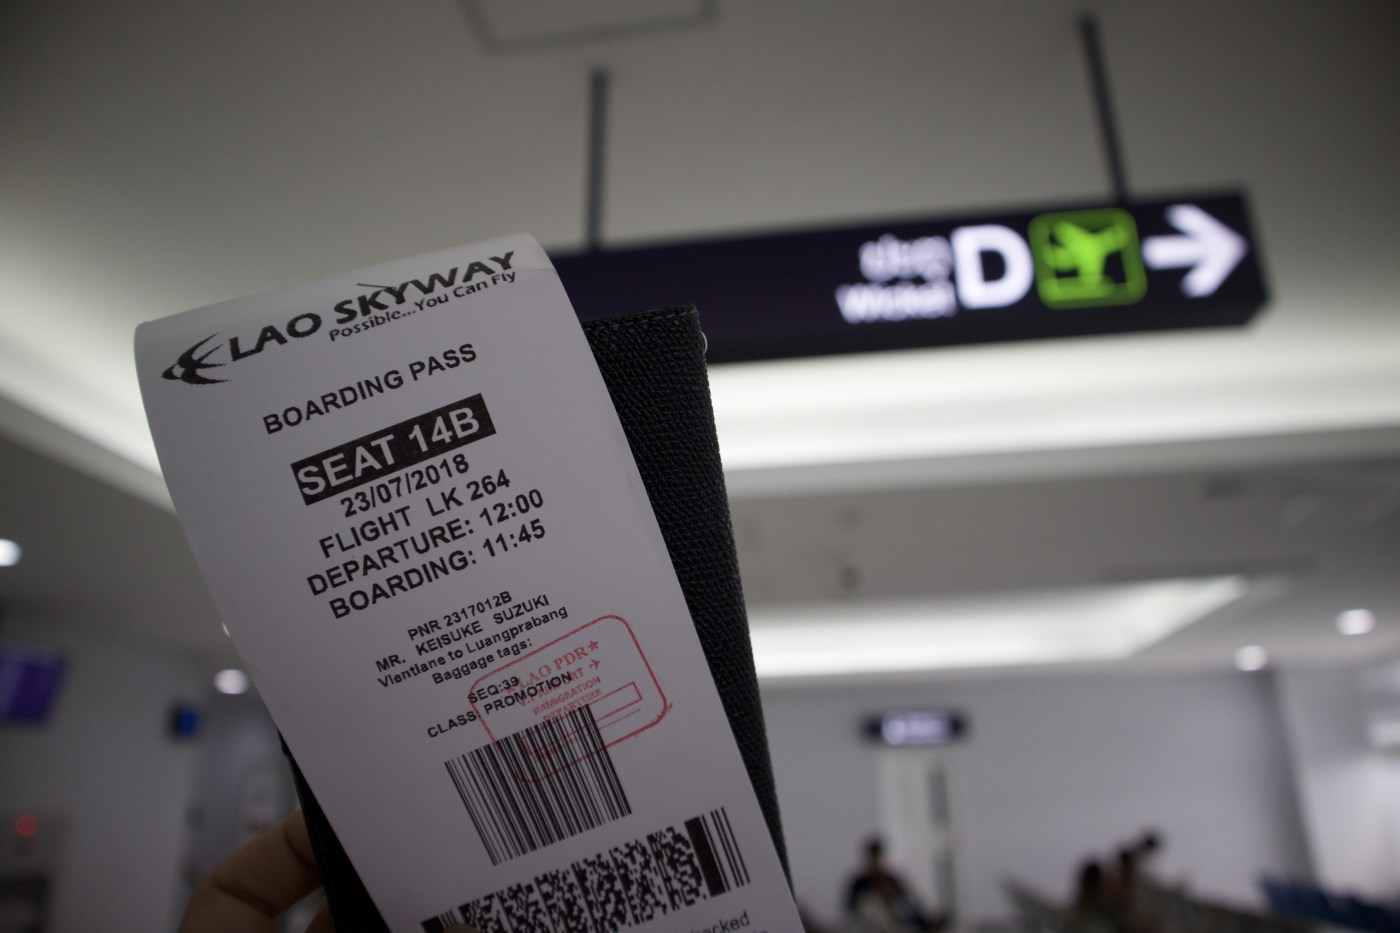 LAO SKYWAY
Possible...You Can Fly
BOARDING PASS
SEAT 14B
23/07/2018
FLIGHT LK 264
DEPARTURE: 12:00
BOARDING: 11:45
PNR 2317012B
MR. KEISUKE SUZUKI
Vientiane to Luangprabang
Baggage tags:
SEQ:39
CLASS: PROMOTION
LAO PDR★
IMMIGRATION
DEPARTURE
D